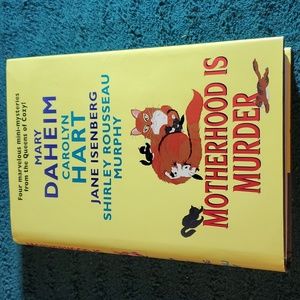 Four marvelous mini-mysteries
from the Queens of Cozy!
MARY
DAHEIM
CAROLYN
HART
JANE ISENBERG
SHIRLEY ROUSSEAU
MURPHY
MOTHERHOOD IS
MURDER